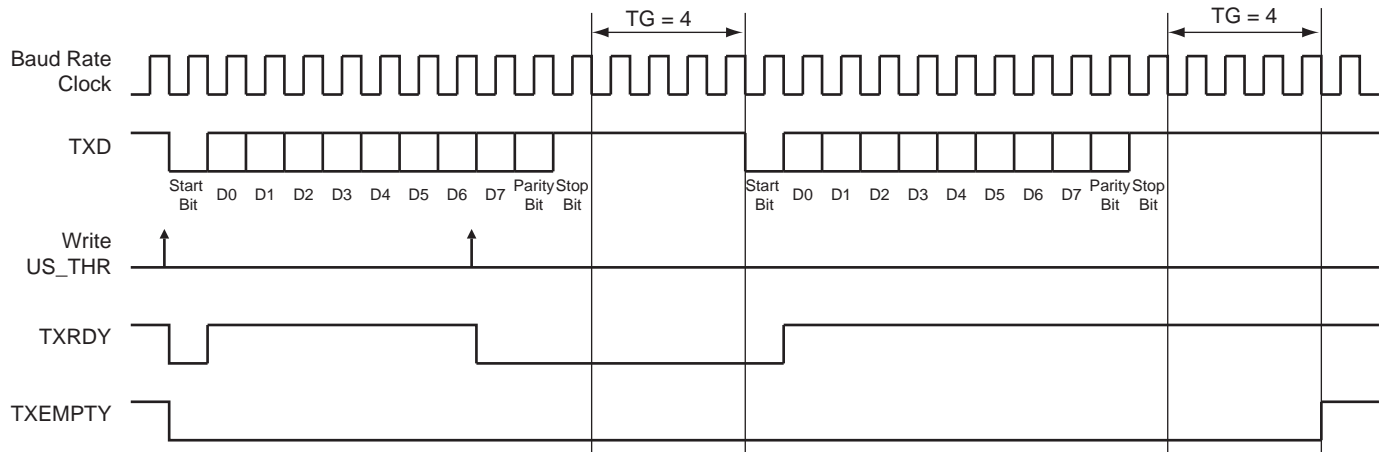 TG = 4 TG = 4
Baud Rate
Clock
TXD
Start
Bit D0 D1 D2 D3 D4 D5 D6 D7 Parity
Bit Stop
Bit Start
Bit D0 D1 D2 D3 D4 D5 D6 D7 Parity
Bit Stop
Bit
Write
US_THR
TXRDY
TXEMPTY